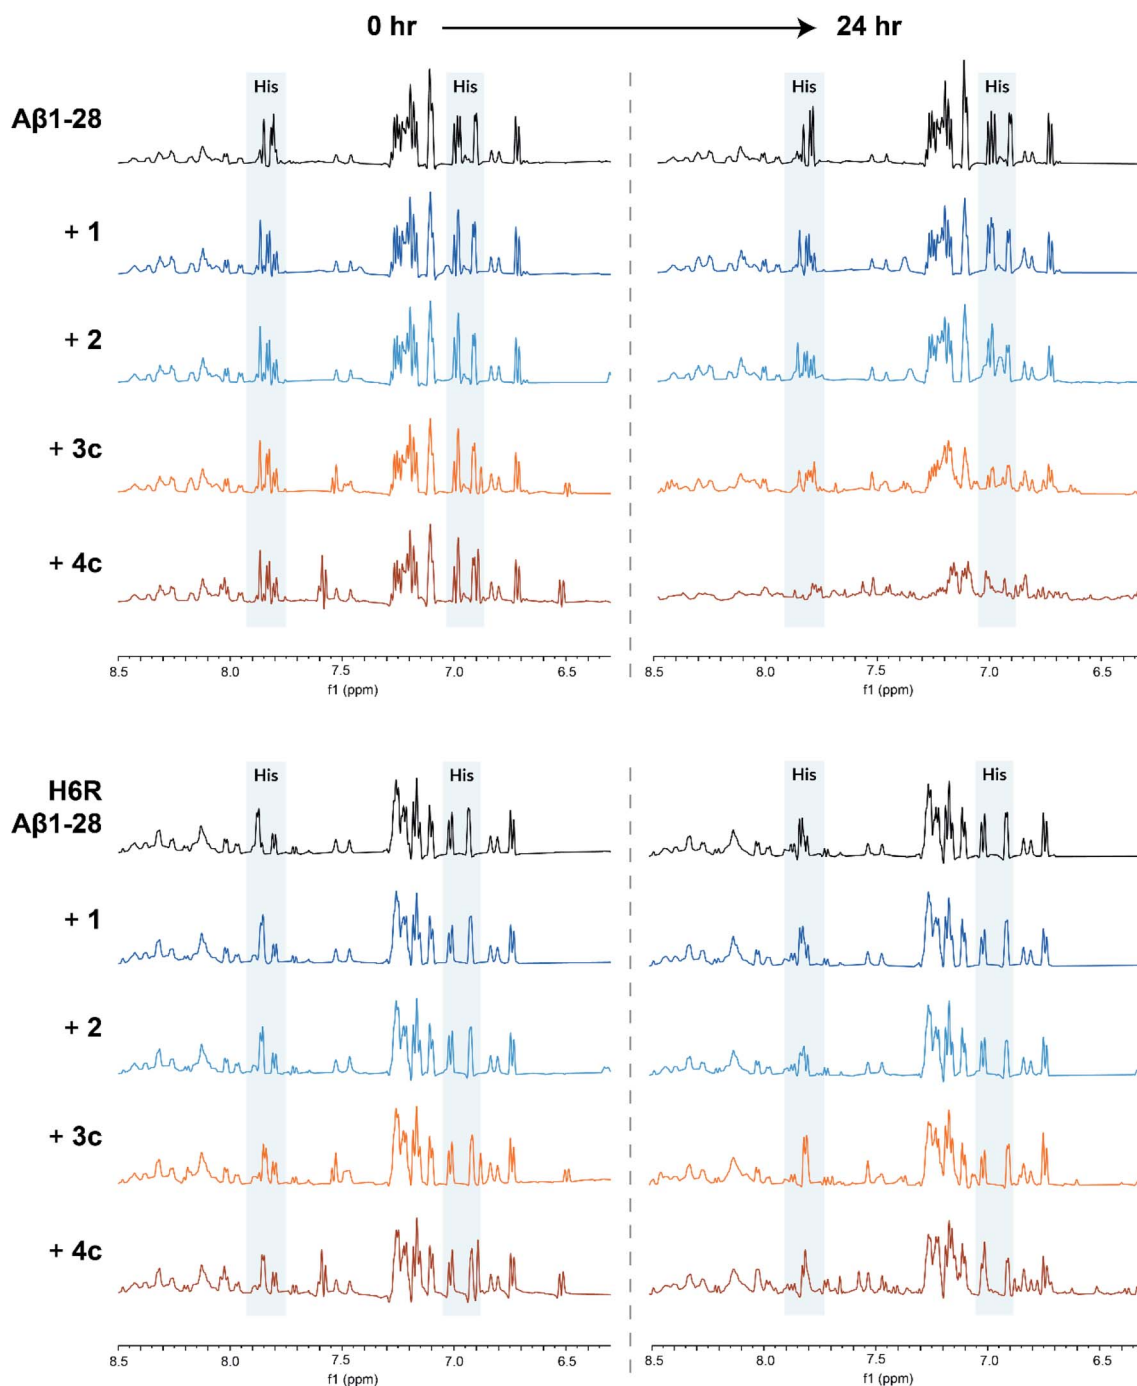 0 hr 24 hr
His His His His
Aβ1-28
+ 1
+ 2
+ 3c
+ 4c
8.5 8.0 7.5 7.0 6.5 8.5 8.0 7.5 7.0 6.5
f1 (ppm) f1 (ppm)
His His His His
H6R
Aβ1-28
+ 1
+ 2
+ 3c
+ 4c
8.5 8.0 7.5 7.0 6.5 8.5 8.0 7.5 7.0 6.5
f1 (ppm) f1 (ppm)